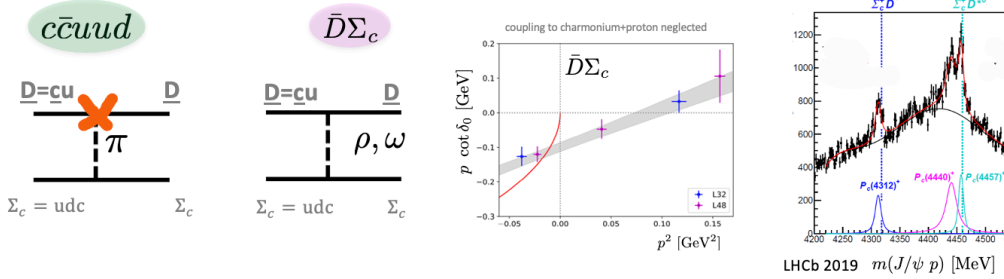 cc̄uud
D=cu D
π
Σc = udc Σc
D̄Σc
D=cu D
ρ, ω
Σc = udc Σc
coupling to charmonium+proton neglected
D̄Σc
p cot δ0 [GeV]
0.2
0.1
0.0
-0.1
-0.2
-0.3
-0.05 0.00 0.05 0.10 0.15
p² [GeV²]
L32
L48
1200
1000
800
600
400
200
0
Pc(4312)+ Pc(4440)+ Pc(4457)+
4200 4250 4300 4350 4400 4450 4500
LHCb 2019 m(J/ψ p) [MeV]